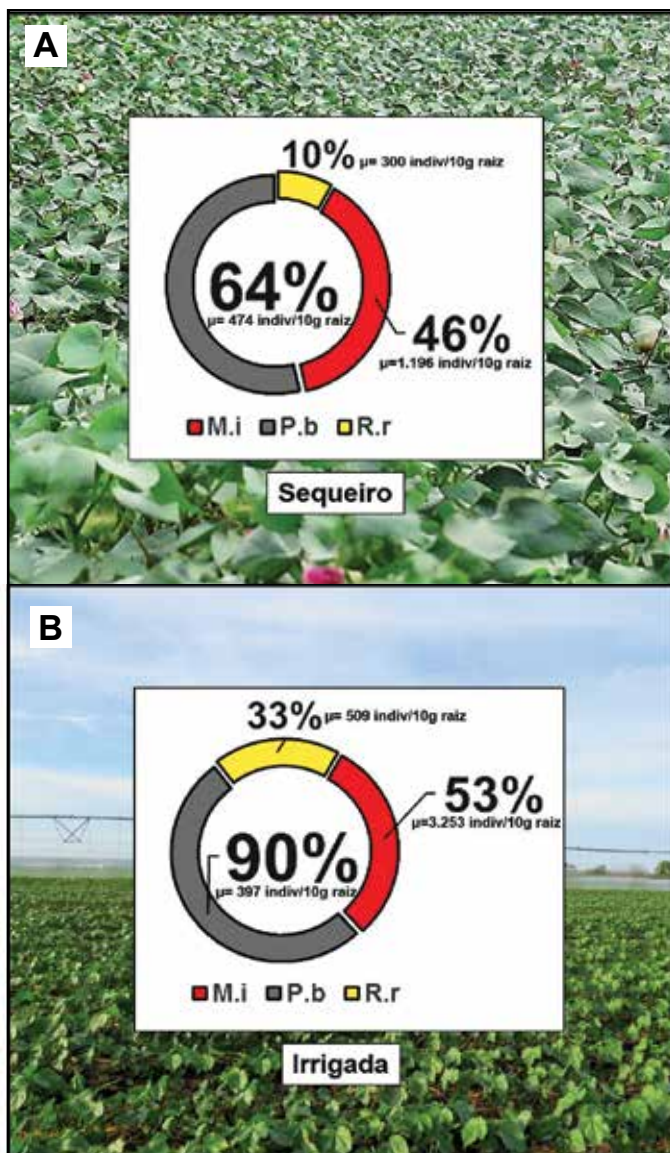 A
10% µ= 300 indiv/10g raiz
64%
µ= 474 indiv/10g raiz
46%
µ=1.196 indiv/10g raiz
M.i P.b R.r
Sequeiro
B
33% µ= 509 indiv/10g raiz
53%
µ=3.253 indiv/10g raiz
90%
µ= 397 indiv/10g raiz
M.i P.b R.r
Irrigada